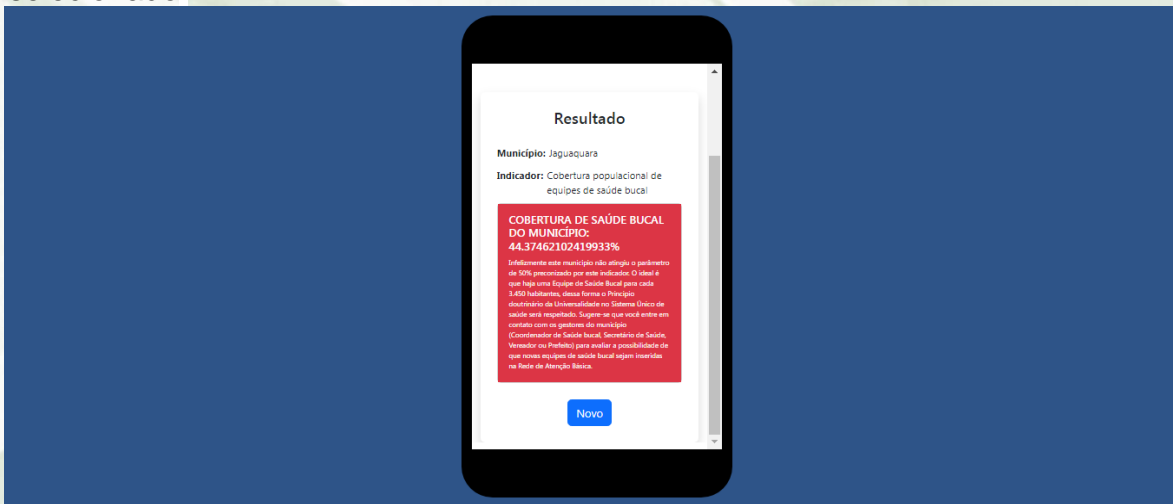 Resultado
Município: Jaguaquara
Indicador: Cobertura populacional de
equipes de saúde bucal
COBERTURA DE SAÚDE BUCAL
DO MUNICÍPIO:
44.37462102419933%
Infelizmente este município não atingiu o parâmetro
de 50% preconizado por este indicador. O ideal é
que haja uma Equipe de Saúde Bucal para cada
3.450 habitantes, dessa forma o Princípio
doutrinário da Universalidade no Sistema Único de
saúde será respeitado. Sugere-se que você entre em
contato com os gestores do município
(Coordenador de Saúde bucal, Secretário de Saúde,
Vereador ou Prefeito) para avaliar a possibilidade de
que novas equipes de saúde bucal sejam inseridas
na Rede de Atenção Básica.
Novo